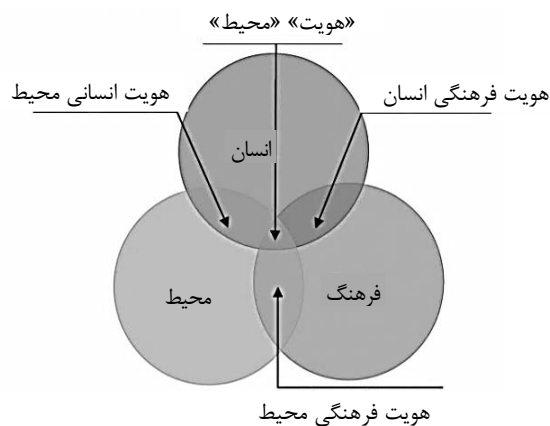 «هویت» «محیط»
هویت فرهنگی انسان
هویت انسانی محیط
انسان
فرهنگ
محیط
هویت فرهنگی محیط